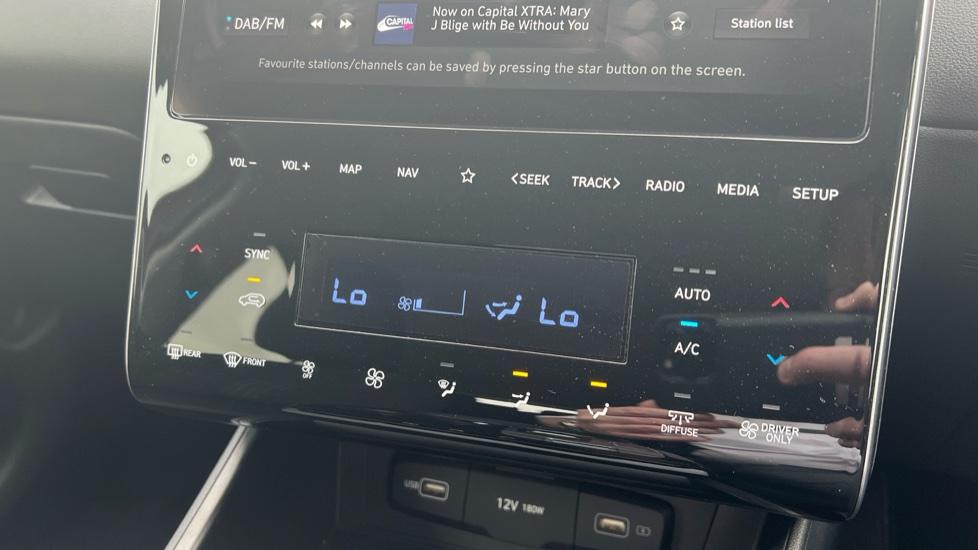 DAB/FM
CAPITAL
Now on Capital XTRA: Mary
J Blige with Be Without You
Station list
Favourite stations/channels can be saved by pressing the star button on the screen.
VOL− VOL+ MAP NAV <SEEK TRACK> RADIO MEDIA SETUP
SYNC
Lo Lo
AUTO
A/C
REAR FRONT OFF
DIFFUSE
DRIVER
ONLY
USB
12V 180W